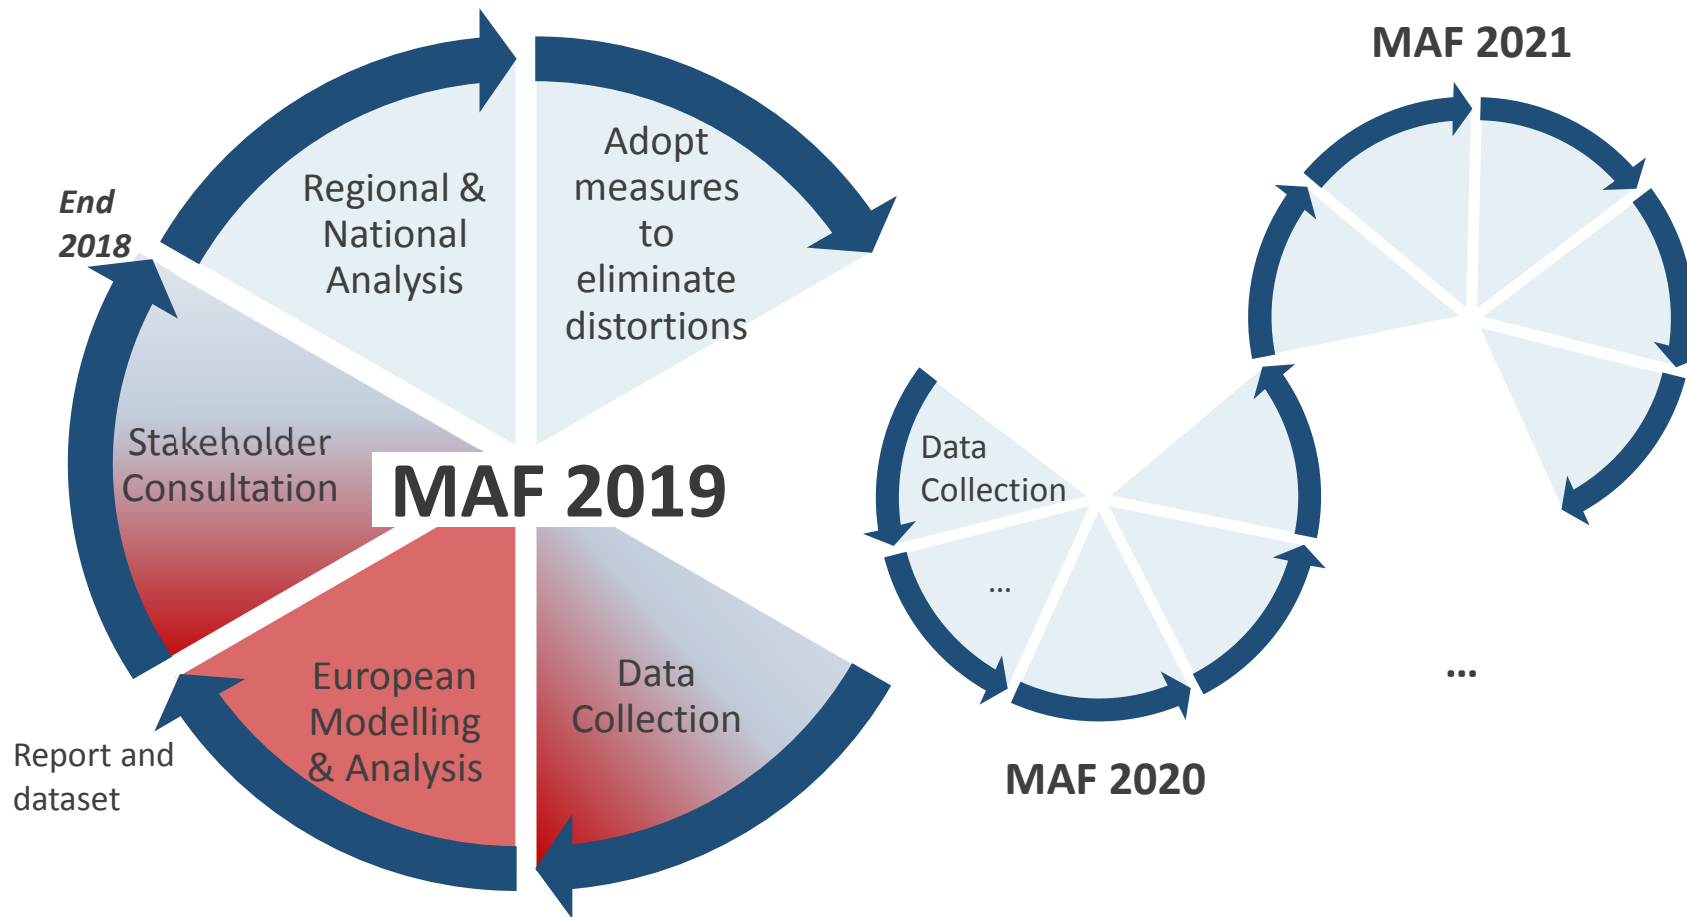 MAF 2021
Adopt
measures
to
eliminate
distortions
Regional &
National
Analysis
End
2018
Stakeholder
Consultation
MAF 2019
Data
Collection
...
European
Modelling
& Analysis
Data
Collection
Report and
dataset
MAF 2020
...